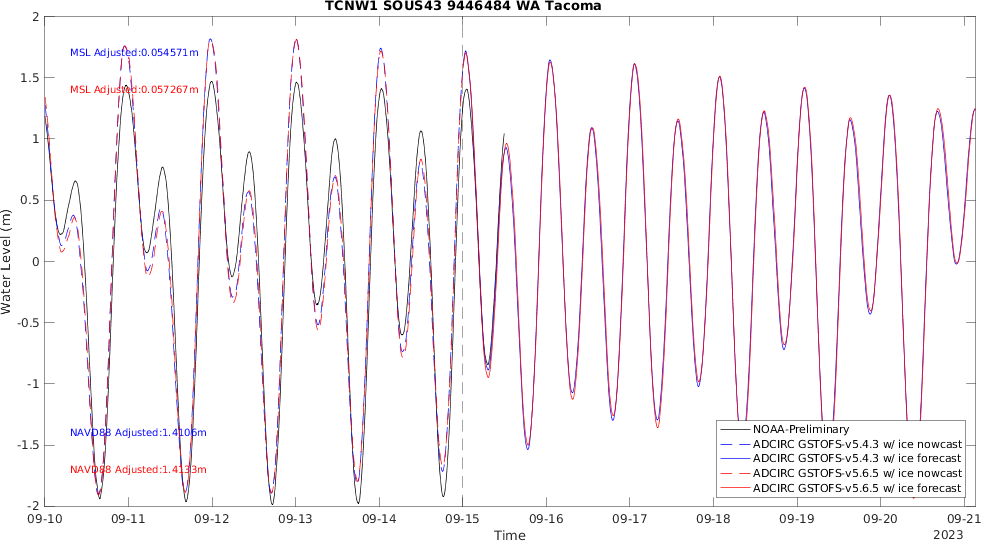 TCNW1 SOUS43 9446484 WA Tacoma
2
1.5
1
0.5
0
-0.5
-1
-1.5
-2
Water Level (m)
MSL Adjusted:0.054571m
MSL Adjusted:0.057267m
NAVD88 Adjusted:1.4106m
NAVD88 Adjusted:1.4133m
NOAA-Preliminary
ADCIRC GSTOFS-v5.4.3 w/ ice nowcast
ADCIRC GSTOFS-v5.4.3 w/ ice forecast
ADCIRC GSTOFS-v5.6.5 w/ ice nowcast
ADCIRC GSTOFS-v5.6.5 w/ ice forecast
09-10 09-11 09-12 09-13 09-14 09-15 09-16 09-17 09-18 09-19 09-20 09-21
2023
Time